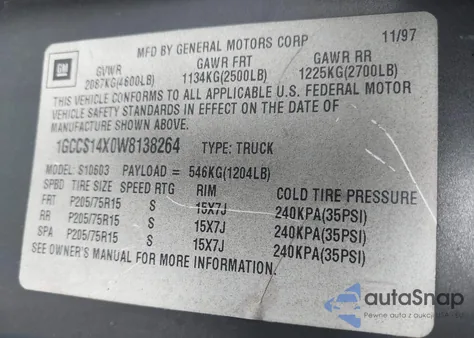 GM
MFD BY GENERAL MOTORS CORP 11/97
GVWR GAWR FRT GAWR RR
2087KG(4600LB) 1134KG(2500LB) 1225KG(2700LB)
THIS VEHICLE CONFORMS TO ALL APPLICABLE U.S. FEDERAL MOTOR
VEHICLE SAFETY STANDARDS IN EFFECT ON THE DATE OF
MANUFACTURE SHOWN ABOVE.
1GCCS14X0W8138264 TYPE: TRUCK
MODEL: S10603 PAYLOAD = 546KG(1204LB)
SPBD TIRE SIZE SPEED RTG RIM COLD TIRE PRESSURE
FRT P205/75R15 S 15X7J 240KPA(35PSI)
RR P205/75R15 S 15X7J 240KPA(35PSI)
SPA P205/75R15 S 15X7J 240KPA(35PSI)
SEE OWNER'S MANUAL FOR MORE INFORMATION.
autoSnap
Pewne auta z aukcji